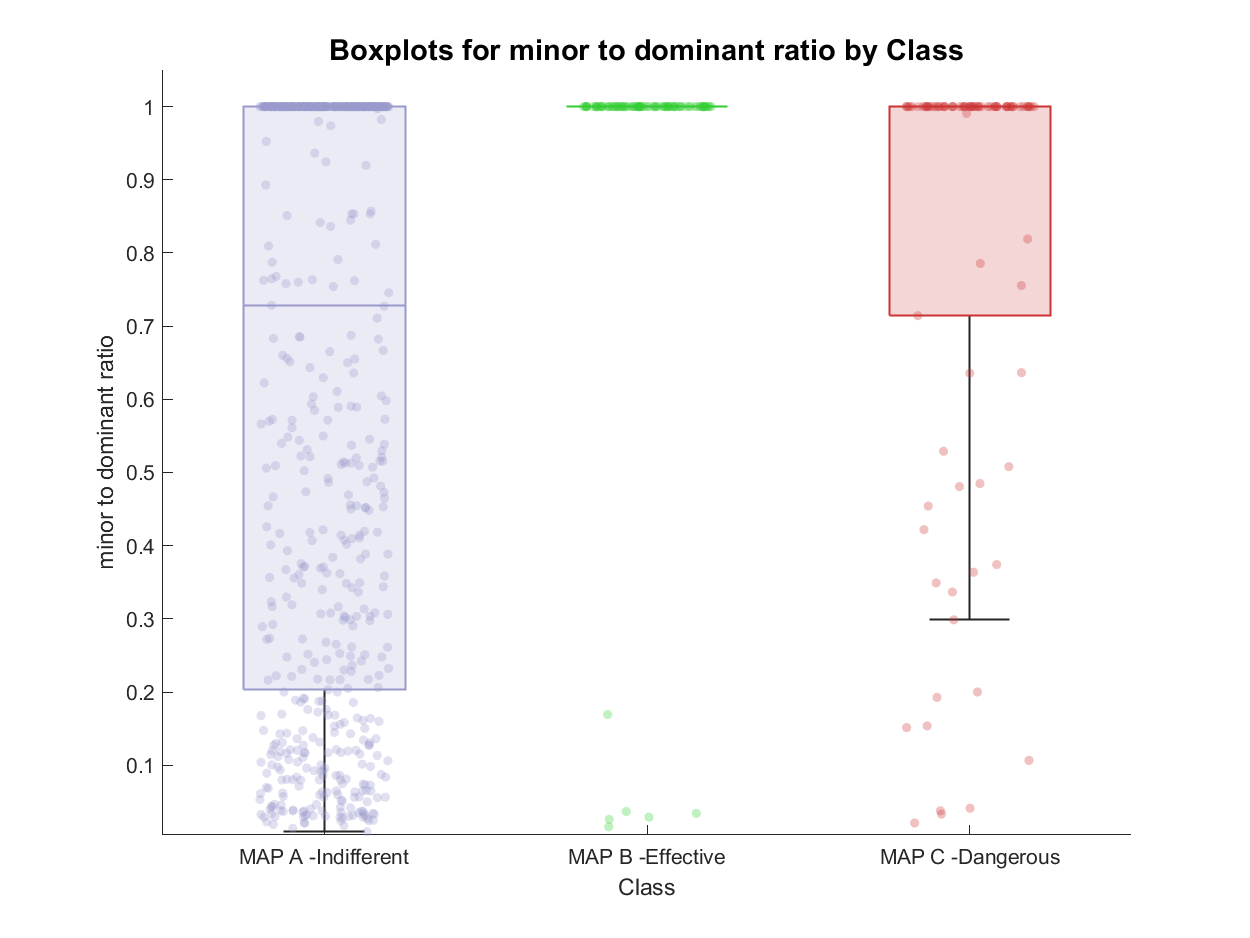 Boxplots for minor to dominant ratio by Class
minor to dominant ratio
1
0.9
0.8
0.7
0.6
0.5
0.4
0.3
0.2
0.1
MAP A -Indifferent
MAP B -Effective
MAP C -Dangerous
Class